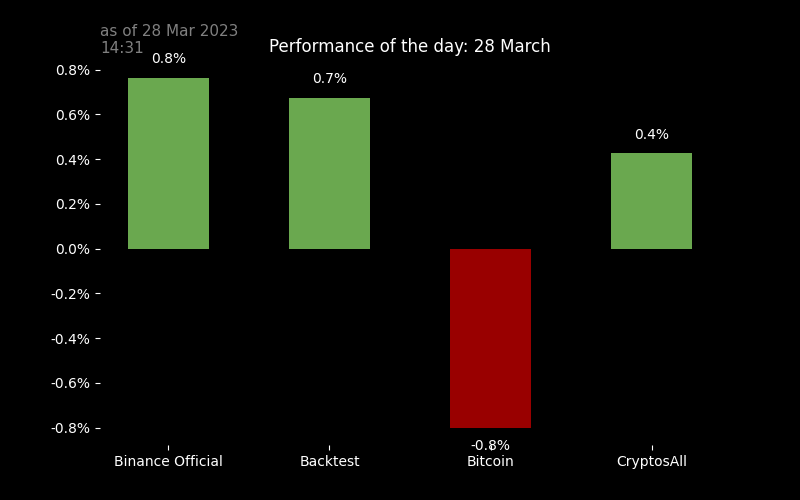 as of 28 Mar 2023
14:31
Performance of the day: 28 March
0.8%
0.7%
-0.8%
0.4%
0.8%
0.6%
0.4%
0.2%
0.0%
-0.2%
-0.4%
-0.6%
-0.8%
Binance Official
Backtest
Bitcoin
CryptosAll